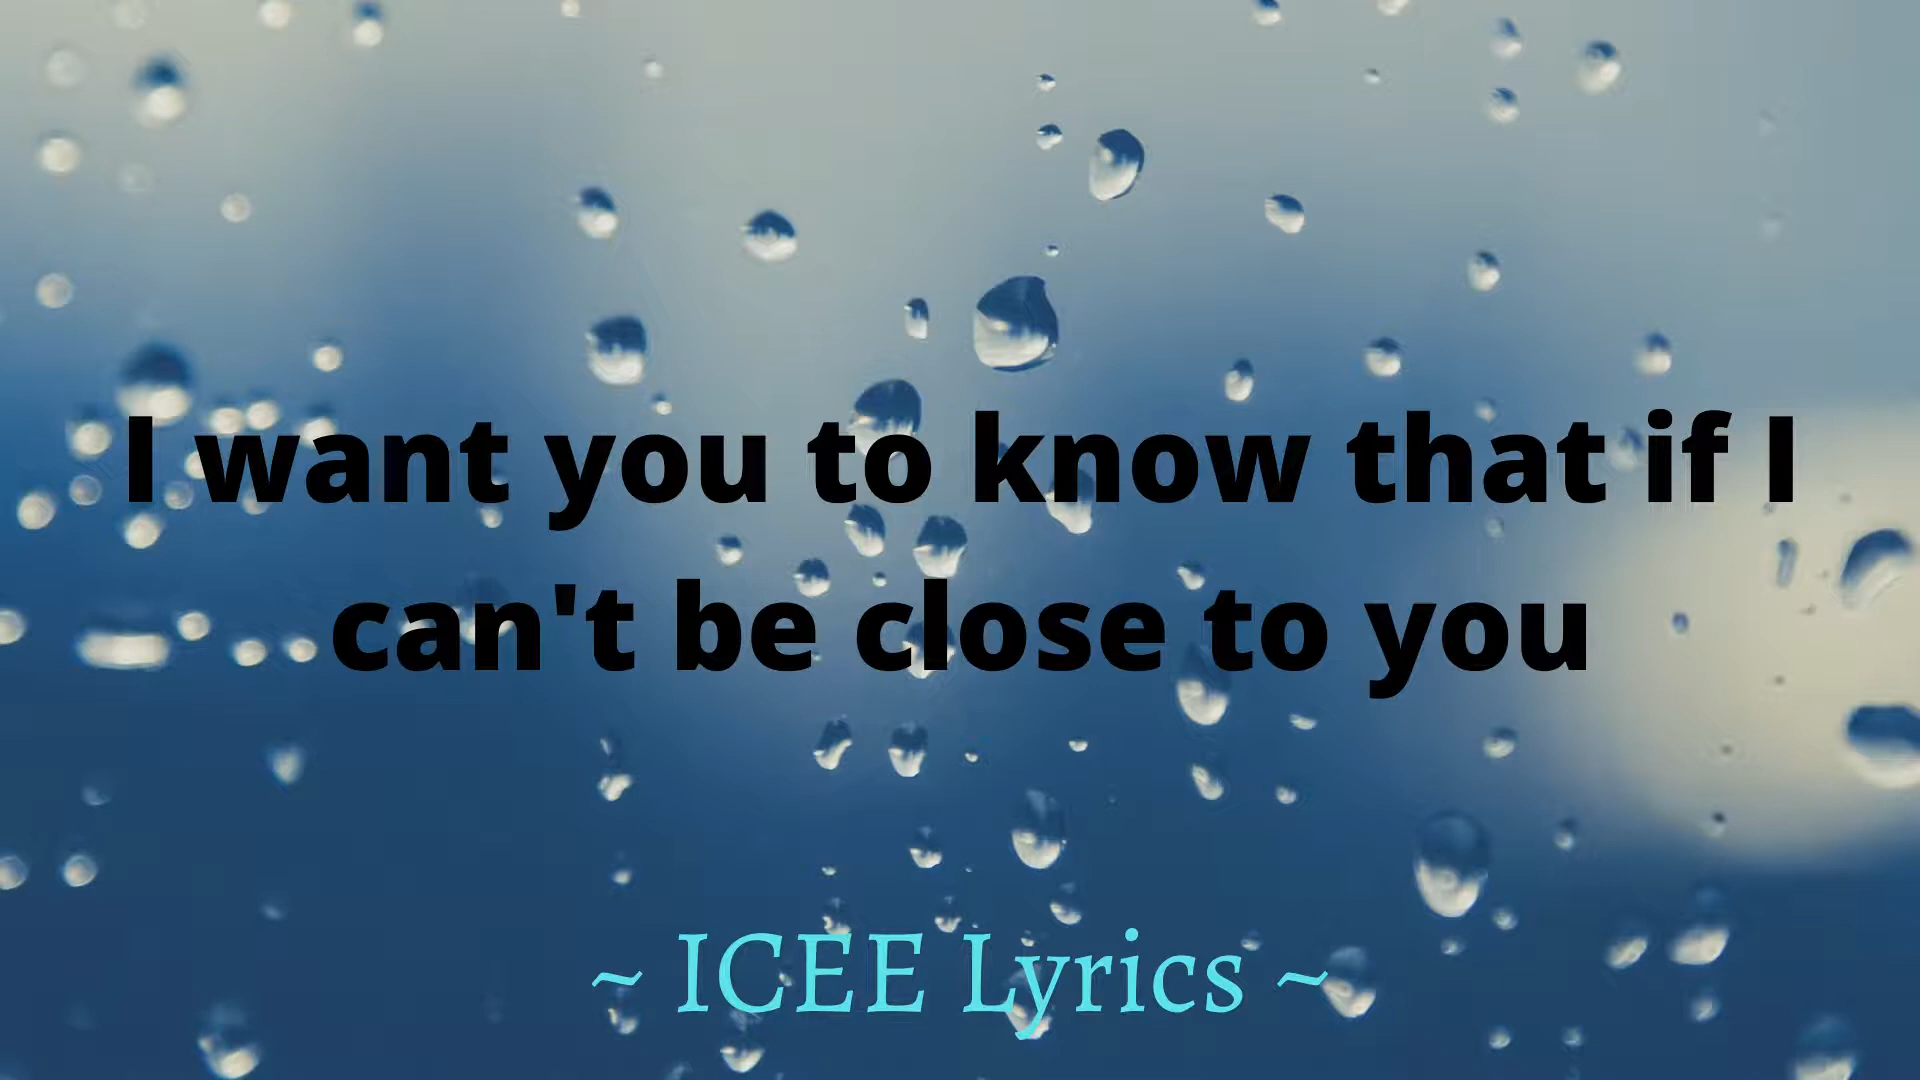 I want you to know that if I
can't be close to you
~ ICEE Lyrics ~